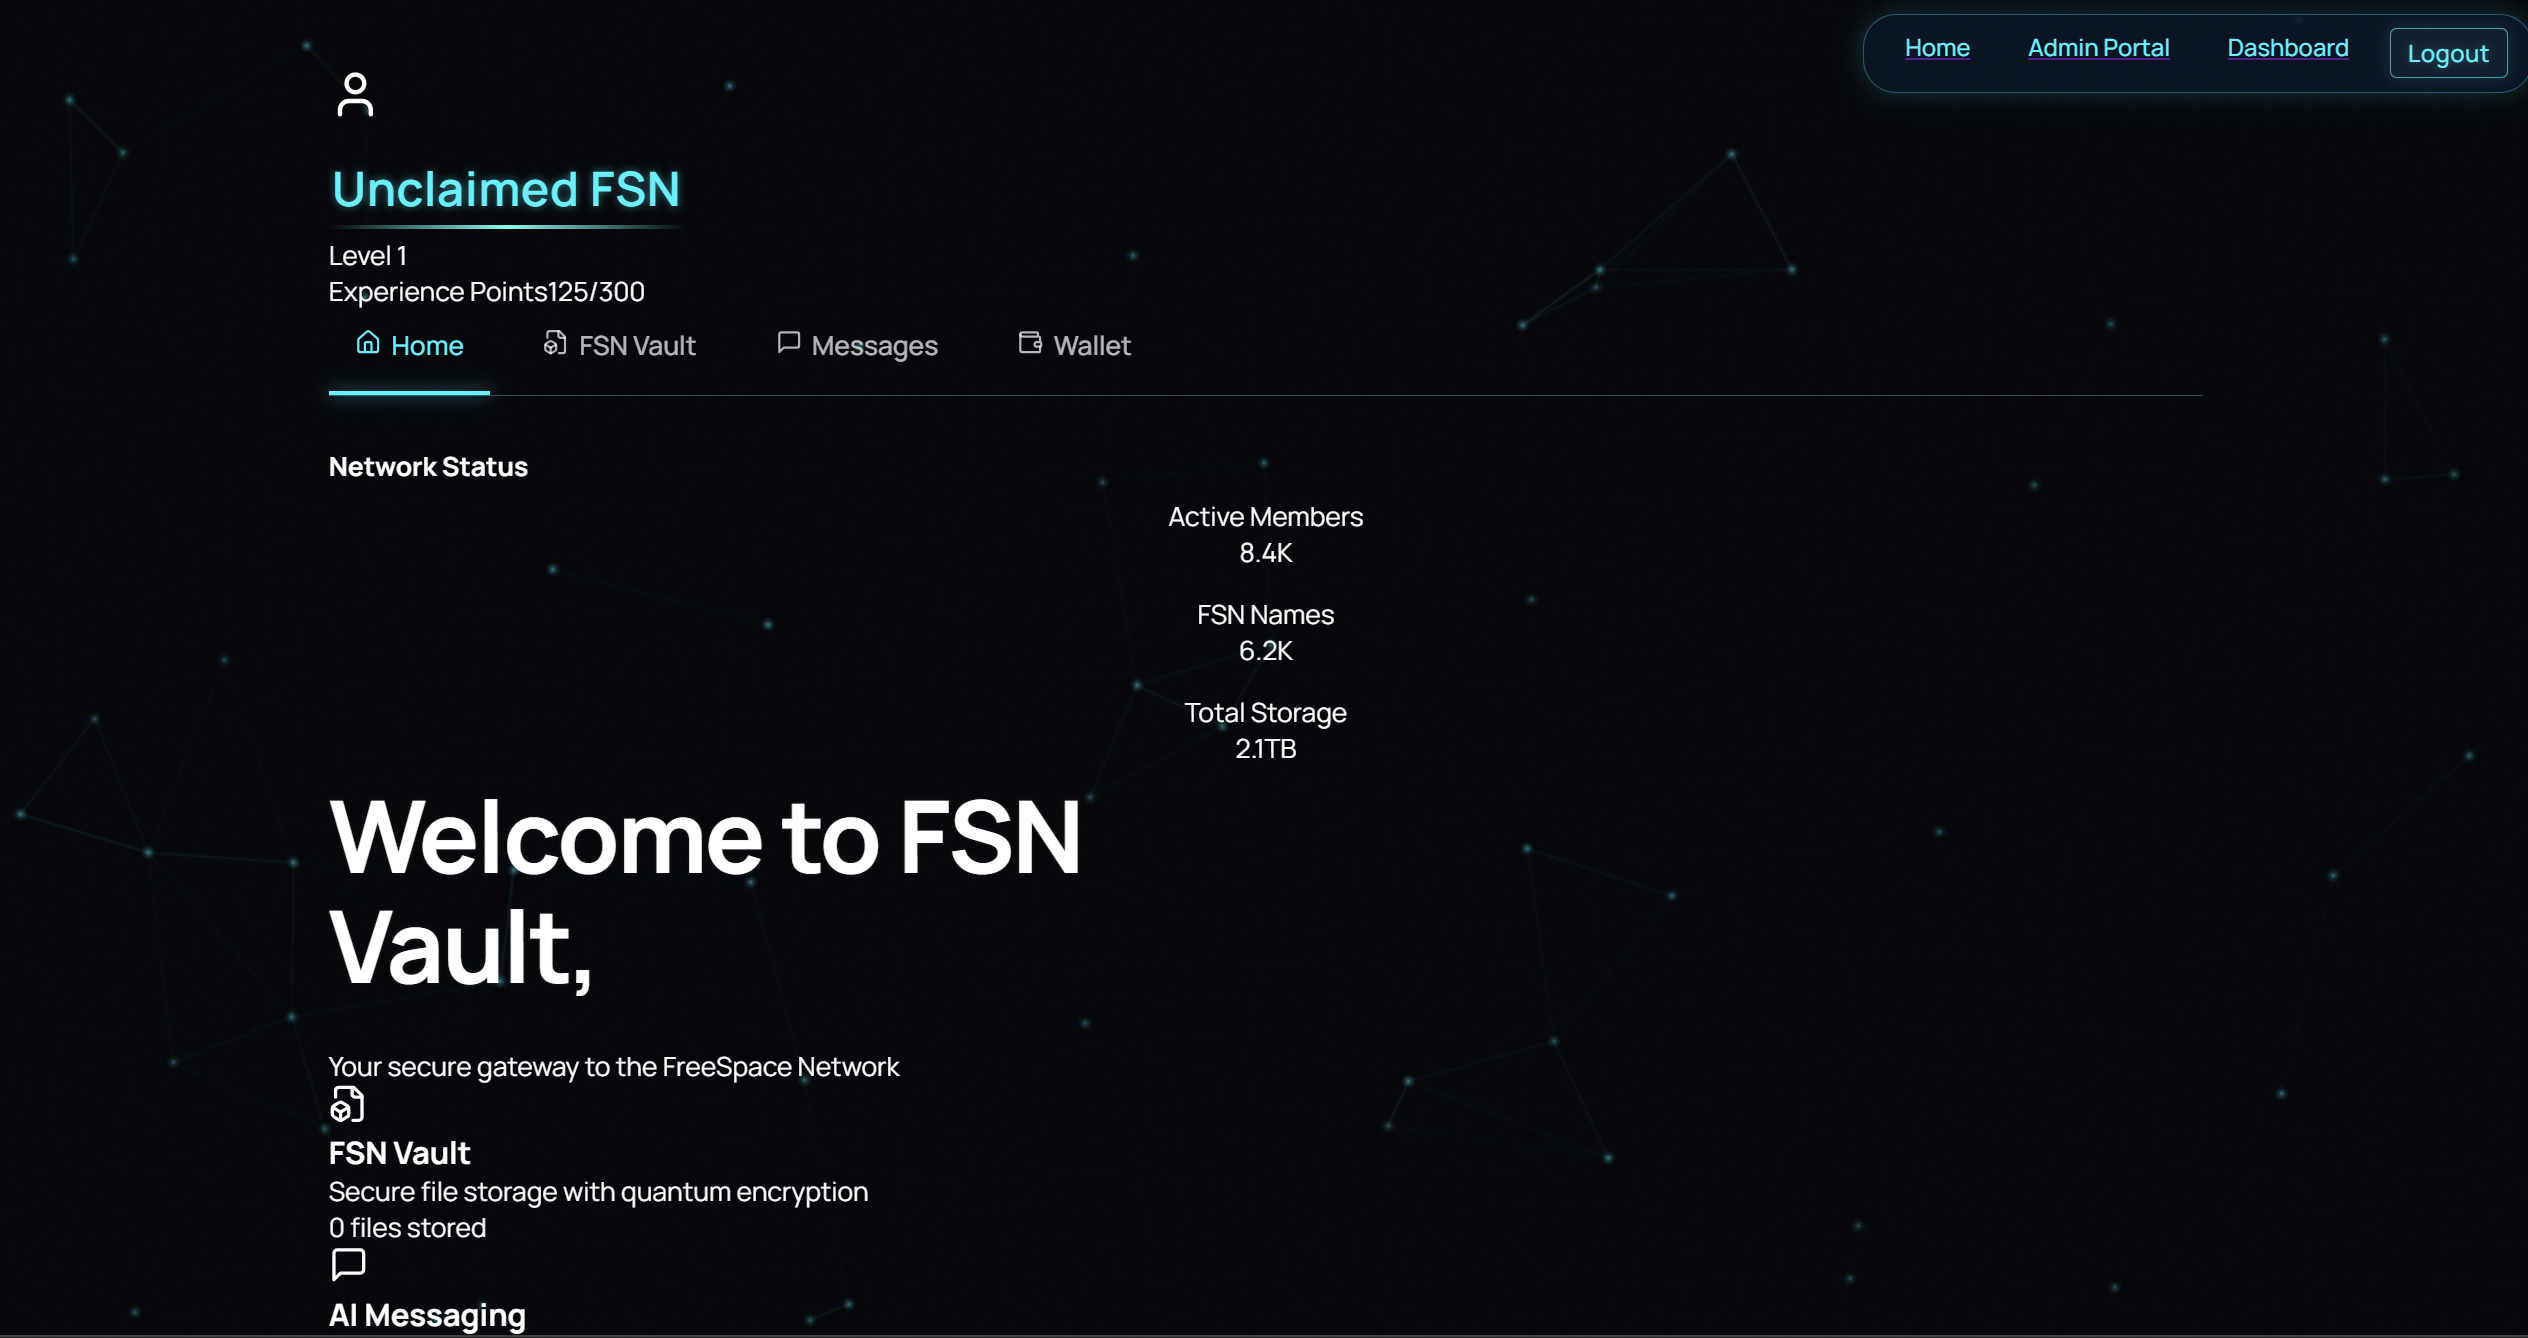 Home Admin Portal Dashboard Logout
Unclaimed FSN
Level 1
Experience Points125/300
Home FSN Vault Messages Wallet
Network Status
Active Members
8.4K
FSN Names
6.2K
Total Storage
2.1TB
Welcome to FSN
Vault,
Your secure gateway to the FreeSpace Network
FSN Vault
Secure file storage with quantum encryption
0 files stored
AI Messaging